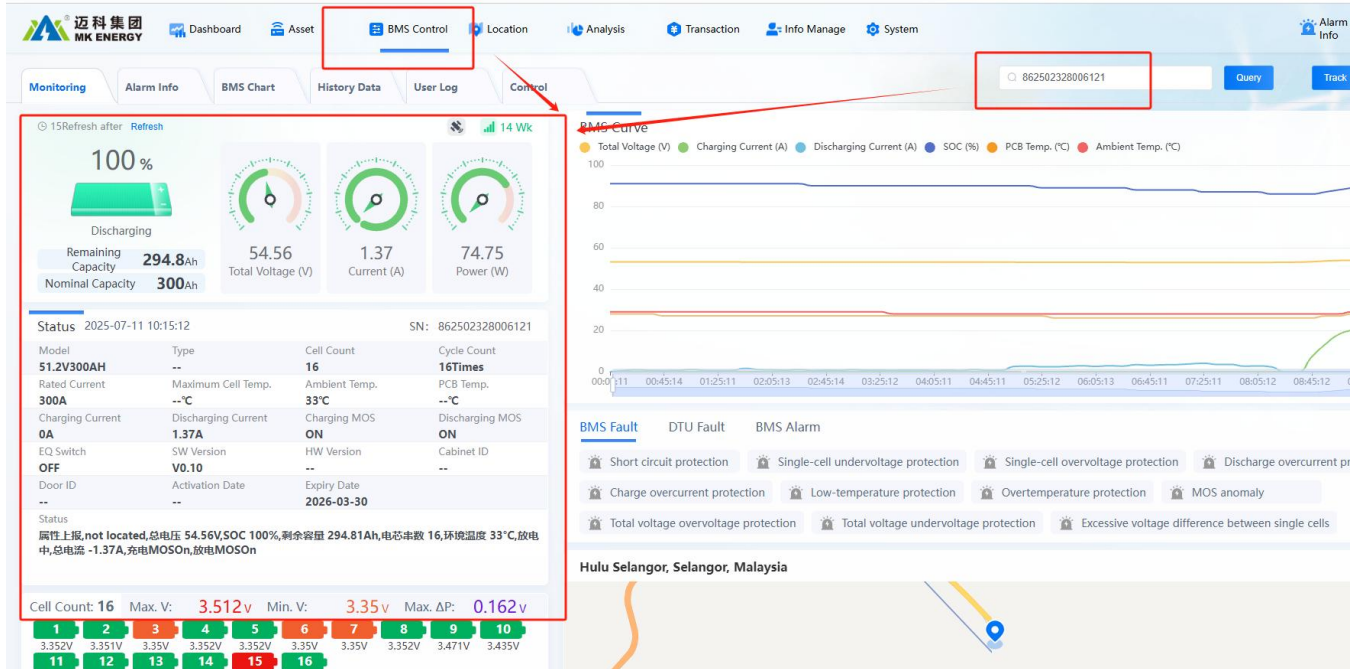 迈科集团
MK ENERGY
Dashboard
Asset
BMS Control
Location
Analysis
Transaction
Info Manage
System
Alarm
Info
Monitoring
Alarm Info
BMS Chart
History Data
User Log
Control
862502328006121
Query
Track
15Refresh after Refresh
14 Wk
100 %
Discharging
Remaining Capacity 294.8Ah
Nominal Capacity 300Ah
54.56
Total Voltage (V)
1.37
Current (A)
74.75
Power (W)
Status 2025-07-11 10:15:12 SN: 862502328006121
Model Type Cell Count Cycle Count
51.2V300AH -- 16 16Times
Rated Current Maximum Cell Temp. Ambient Temp. PCB Temp.
300A --℃ 33℃ --℃
Charging Current Discharging Current Charging MOS Discharging MOS
0A 1.37A ON ON
EQ Switch SW Version HW Version Cabinet ID
OFF V0.10 -- --
Door ID Activation Date Expiry Date
-- -- 2026-03-30
Status
属性上报,not located,总电压 54.56V,SOC 100%,剩余容量 294.81Ah,电芯串数 16,环境温度 33°C,放电
中,总电流 -1.37A,充电MOSOn,放电MOSOn
Cell Count: 16 Max. V: 3.512 v Min. V: 3.35 v Max. ΔP: 0.162 v
1 2 3 4 5 6 7 8 9 10
3.352V 3.351V 3.35V 3.352V 3.352V 3.35V 3.35V 3.352V 3.471V 3.435V
11 12 13 14 15 16
BMS Curve
Total Voltage (V) Charging Current (A) Discharging Current (A) SOC (%) PCB Temp. (℃) Ambient Temp. (℃)
100
80
60
40
20
0
00:45:14 01:25:11 02:05:13 02:45:14 03:25:12 04:05:11 04:45:11 05:25:12 06:05:13 06:45:11 07:25:11 08:05:12 08:45:12
BMS Fault DTU Fault BMS Alarm
Short circuit protection Single-cell undervoltage protection Single-cell overvoltage protection Discharge overcurrent pr
Charge overcurrent protection Low-temperature protection Overtemperature protection MOS anomaly
Total voltage overvoltage protection Total voltage undervoltage protection Excessive voltage difference between single cells
Hulu Selangor, Selangor, Malaysia